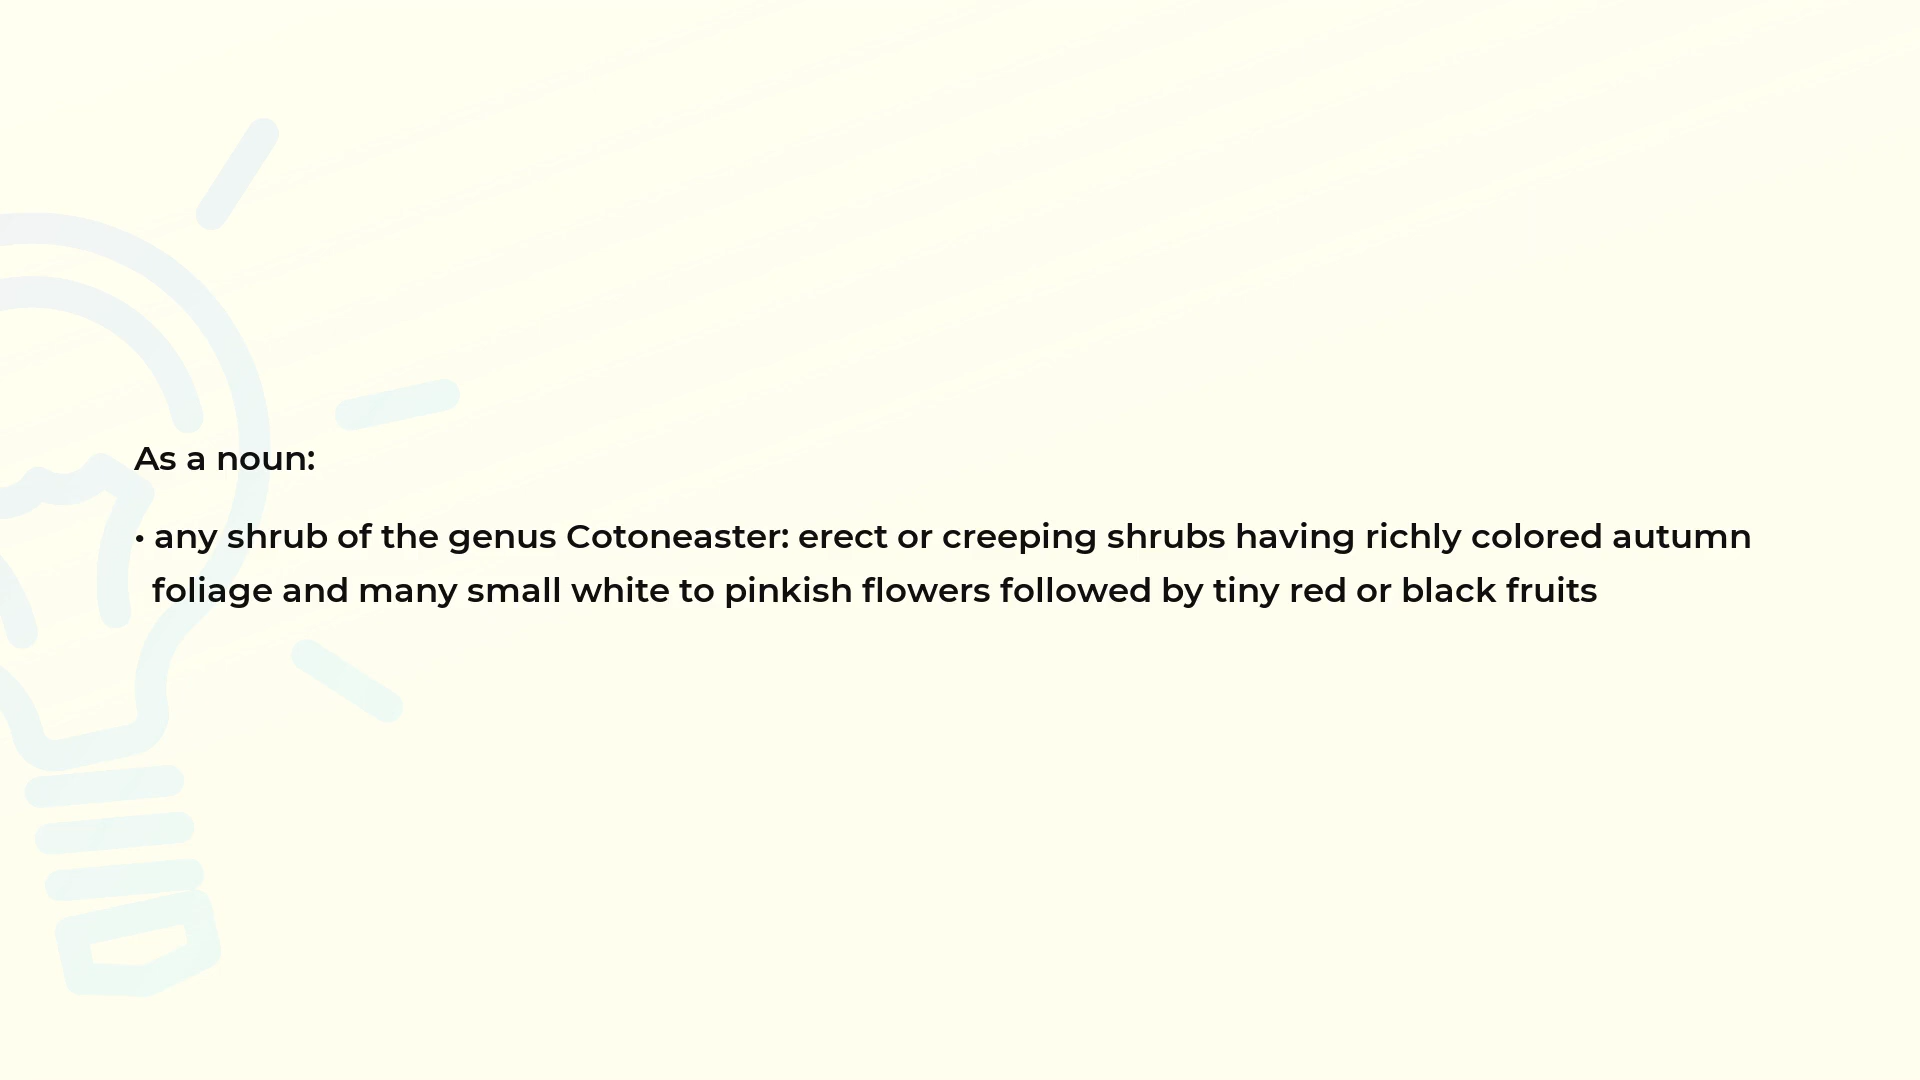 As a noun:
• any shrub of the genus Cotoneaster: erect or creeping shrubs having richly colored autumn
foliage and many small white to pinkish flowers followed by tiny red or black fruits